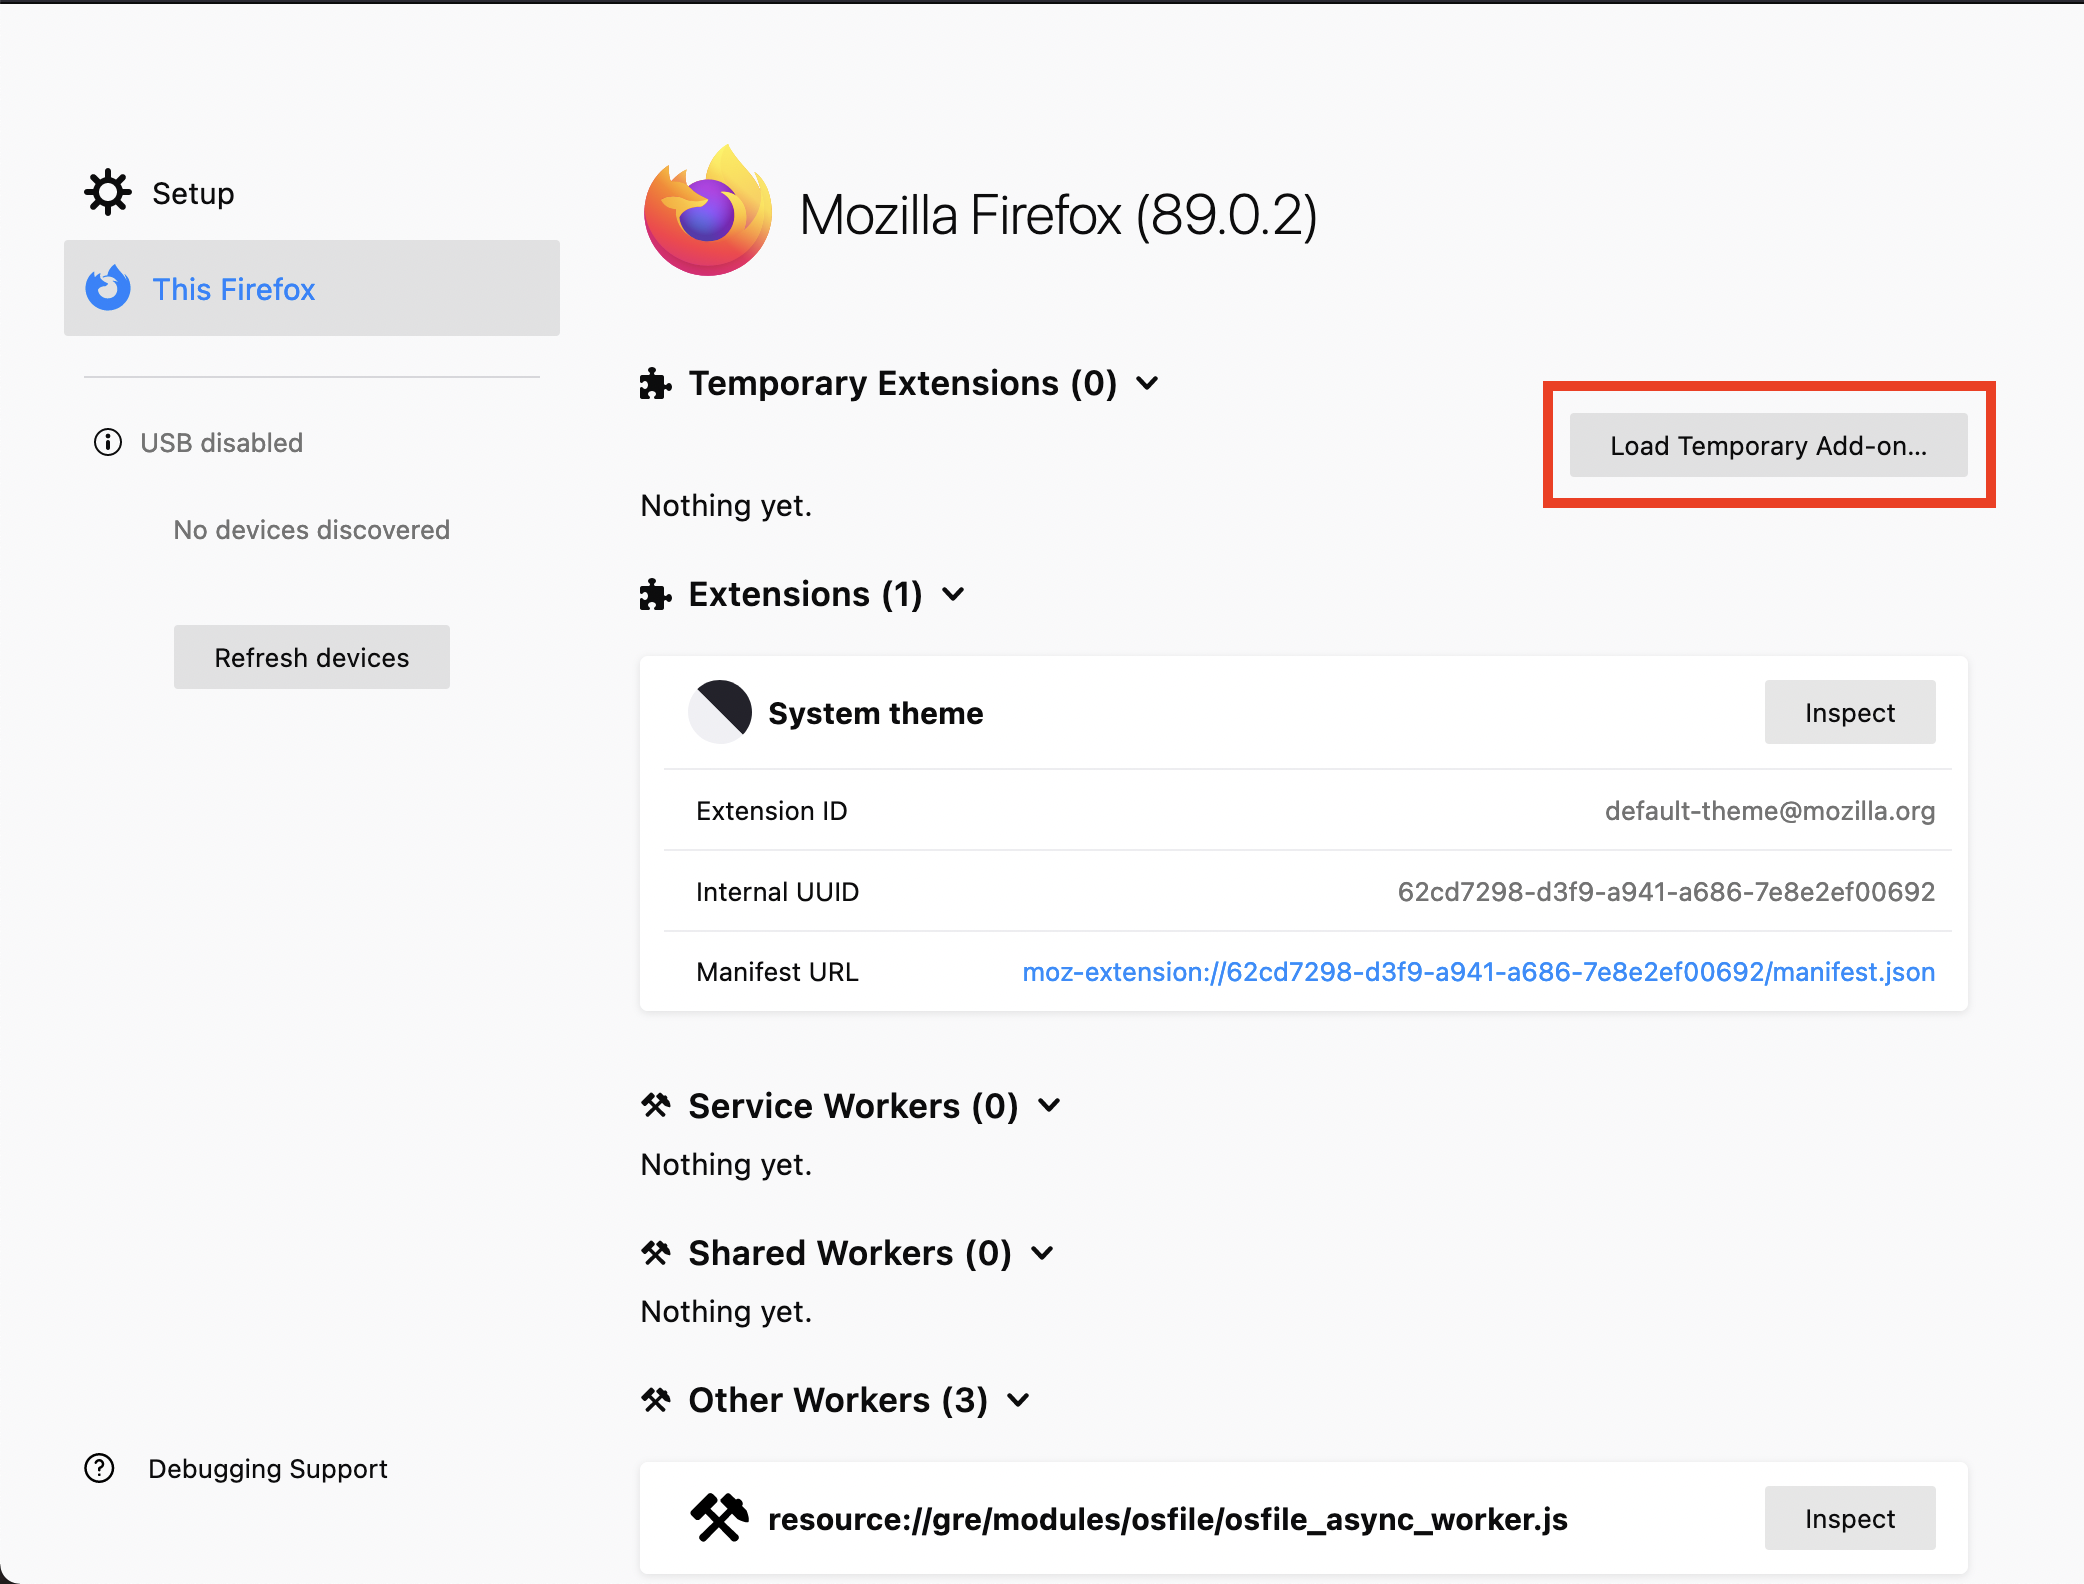 Setup
This Firefox
USB disabled
No devices discovered
Refresh devices
Debugging Support
Mozilla Firefox (89.0.2)
Temporary Extensions (0)
Load Temporary Add-on...
Nothing yet.
Extensions (1)
System theme
Inspect
Extension ID default-theme@mozilla.org
Internal UUID 62cd7298-d3f9-a941-a686-7e8e2ef00692
Manifest URL moz-extension://62cd7298-d3f9-a941-a686-7e8e2ef00692/manifest.json
Service Workers (0)
Nothing yet.
Shared Workers (0)
Nothing yet.
Other Workers (3)
resource://gre/modules/osfile/osfile_async_worker.js
Inspect